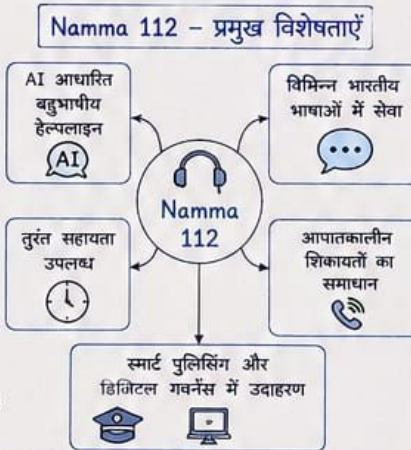 Namma 112 – प्रमुख विशेषताऐं
AI आधारित
बहुभाषीय
हेल्पलाइन
AI
विभिन्न भारतीय
भाषाओं में सेवा
Namma
112
तुरंत सहायता
उपलब्ध
आपातकालीन
शिकायतों का
समाधान
स्मार्ट पुलिसिंग और
डिजिटल गवर्नेंस में उदाहरण